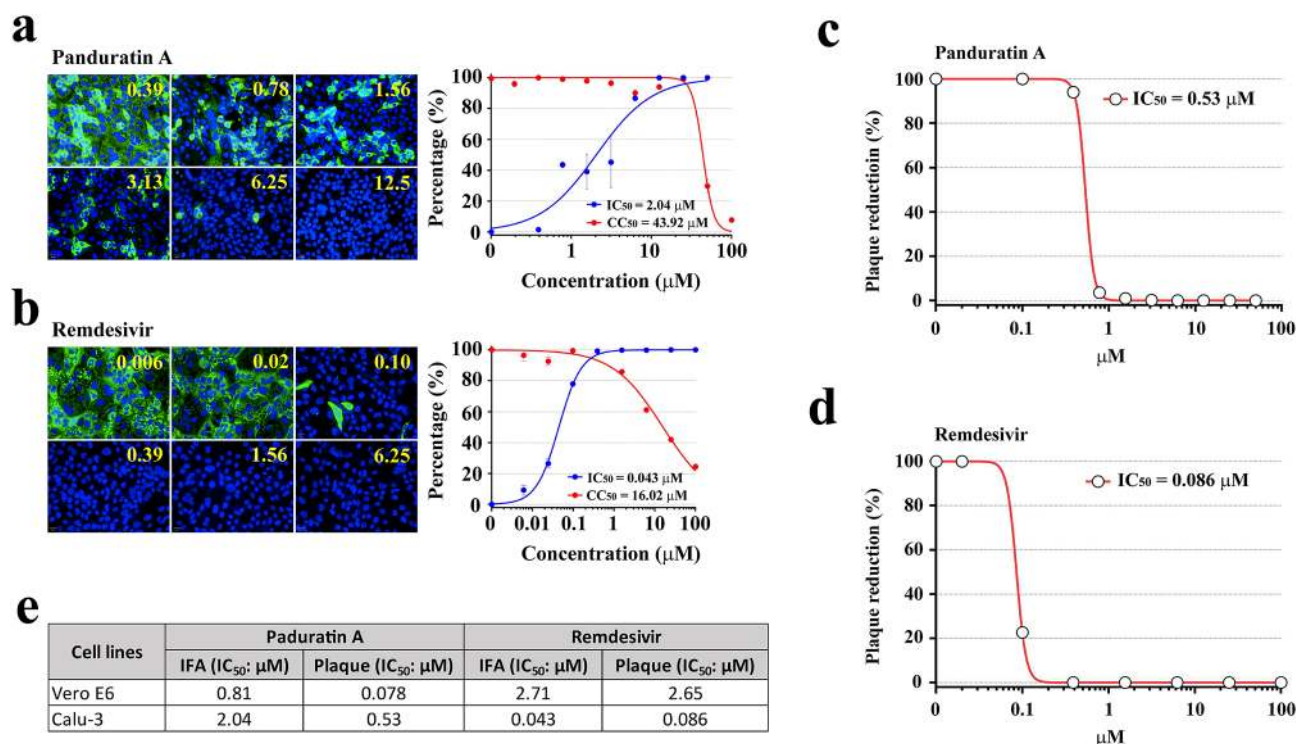 a
Panduratin A
0.39
0.78
1.56
3.13
6.25
12.5
Percentage (%)
100
80
60
40
20
0
IC50 = 2.04 μM
CC50 = 43.92 μM
0
1
10
100
Concentration (μM)
b
Remdesivir
0.006
0.02
0.10
0.39
1.56
6.25
Percentage (%)
100
80
60
40
20
0
IC50 = 0.043 μM
CC50 = 16.02 μM
0
0.01
0.1
1
10
100
Concentration (μM)
c
Panduratin A
Plaque reductioin (%)
100
80
60
40
20
0
IC50 = 0.53 μM
0
0.1
1
10
100
μM
d
Remdesivir
Plaque reduction (%)
100
80
60
40
20
0
IC50 = 0.086 μM
0
0.1
1
10
100
μM
e
Cell lines Paduratin A Remdesivir
IFA (IC50: μM) Plaque (IC50: μM) IFA (IC50: μM) Plaque (IC50: μM)
Vero E6 0.81 0.078 2.71 2.65
Calu-3 2.04 0.53 0.043 0.086